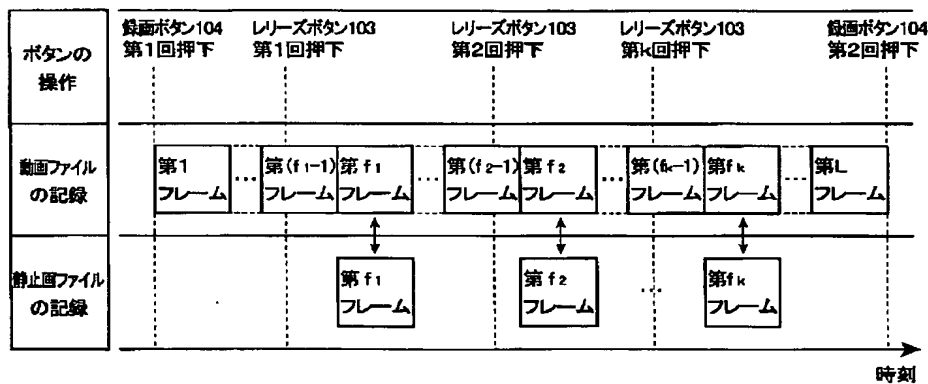 ボタンの
操作
録画ボタン104
第1回押下
レリーズボタン103
第1回押下
レリーズボタン103
第2回押下
レリーズボタン103
第k回押下
録画ボタン104
第2回押下
動画ファイル
の記録
第1
フレーム
…
第(f1-1)
フレーム
第f1
フレーム
…
第(f2-1)
フレーム
第f2
フレーム
…
第(fk-1)
フレーム
第fk
フレーム
…
第L
フレーム
静止画ファイル
の記録
第f1
フレーム
第f2
フレーム
…
第fk
フレーム
時刻